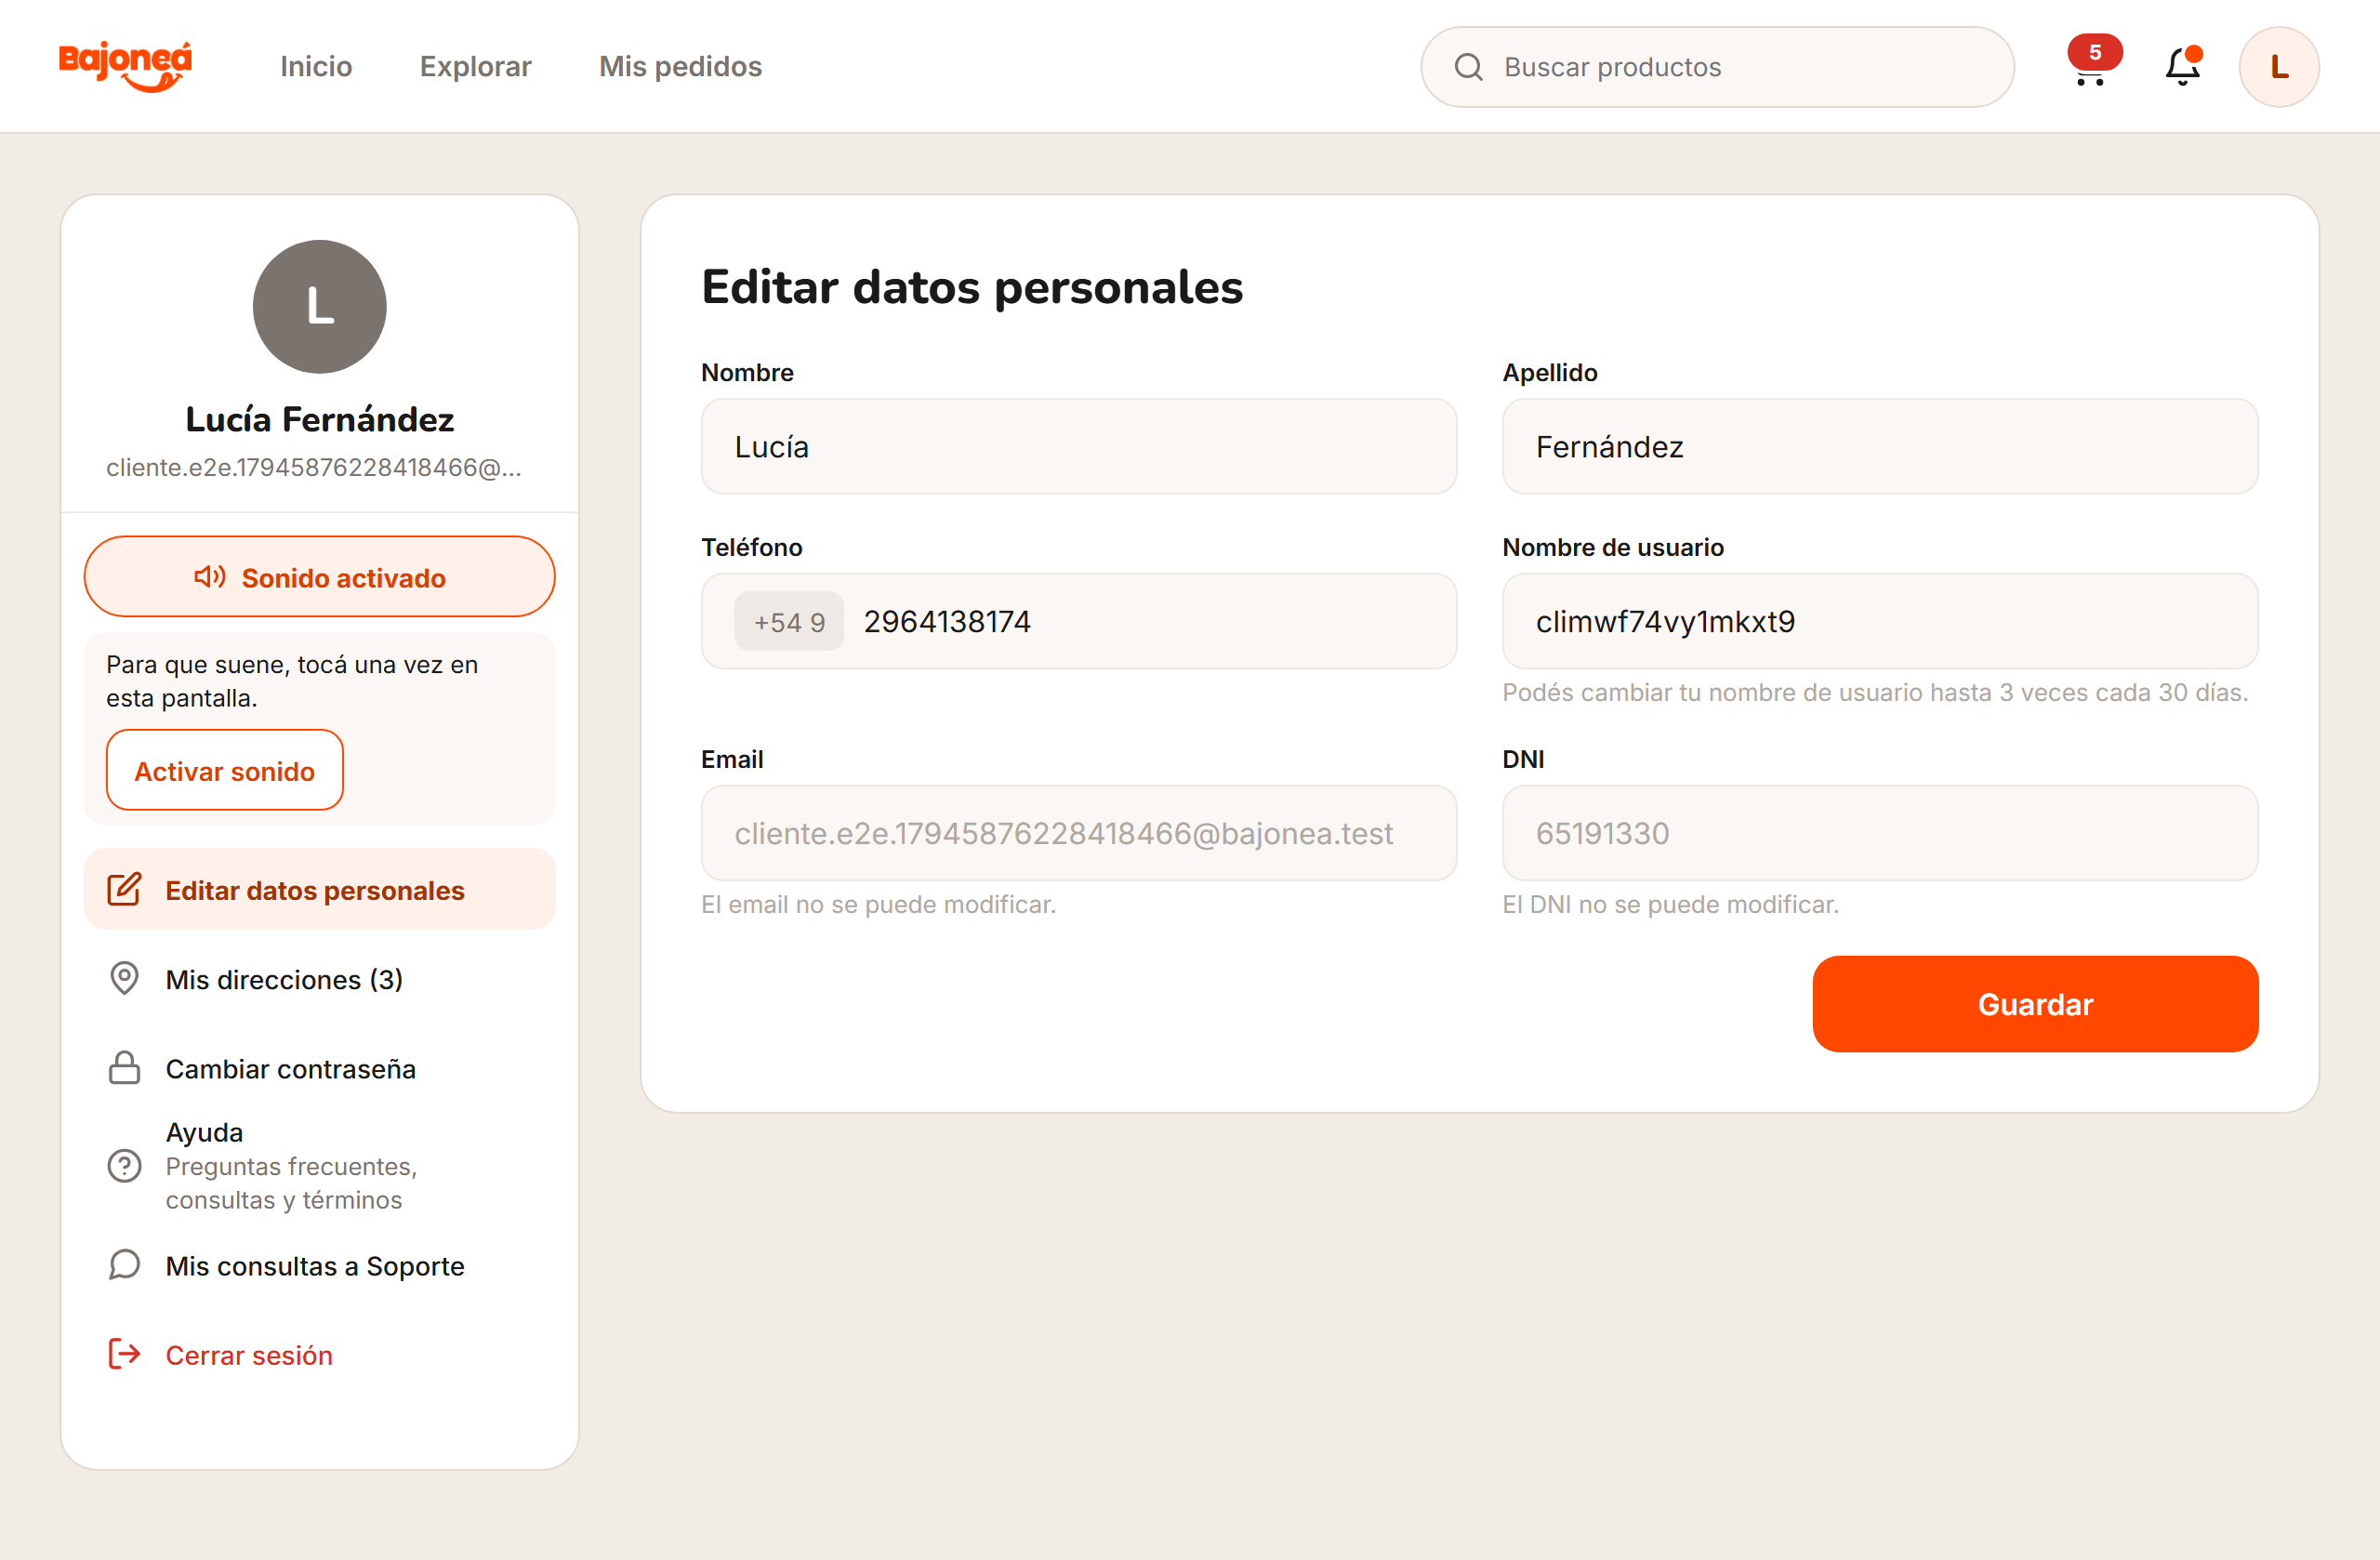 Bajoneá
Inicio
Explorar
Mis pedidos
Buscar productos
5
L
L
Lucía Fernández
cliente.e2e.17945876228418466@...
Sonido activado
Para que suene, tocá una vez en
esta pantalla.
Activar sonido
Editar datos personales
Mis direcciones (3)
Cambiar contraseña
Ayuda
Preguntas frecuentes,
consultas y términos
Mis consultas a Soporte
Cerrar sesión
Editar datos personales
Nombre
Lucía
Apellido
Fernández
Teléfono
+54 9 2964138174
Nombre de usuario
climwf74vy1mkxt9
Podés cambiar tu nombre de usuario hasta 3 veces cada 30 días.
Email
cliente.e2e.17945876228418466@bajonea.test
El email no se puede modificar.
DNI
65191330
El DNI no se puede modificar.
Guardar